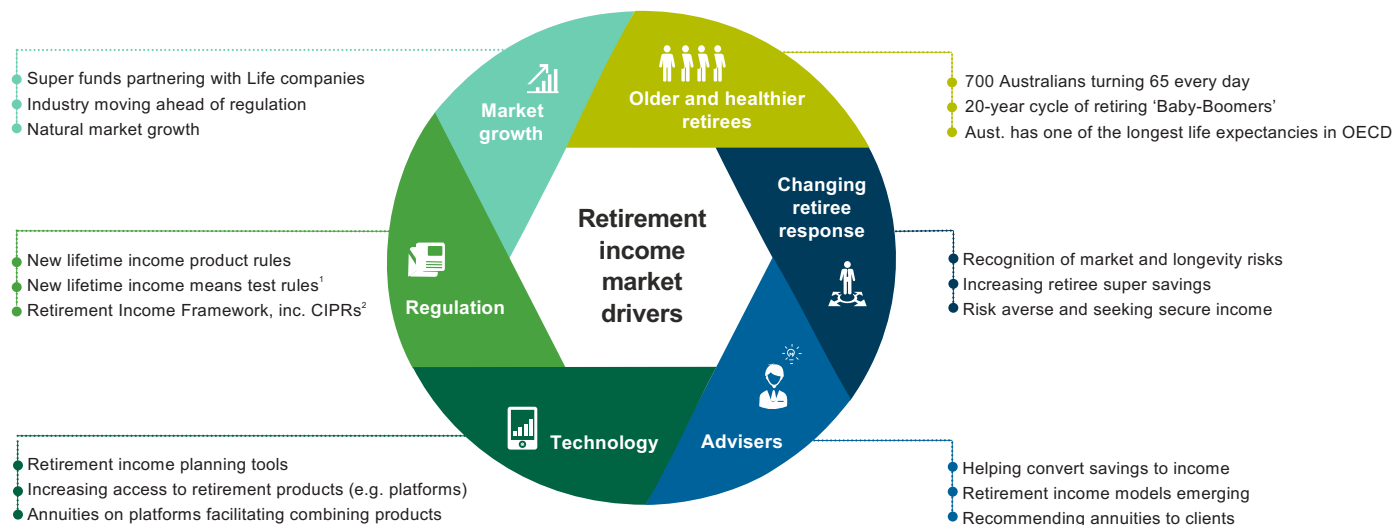 Super funds partnering with Life companies
Industry moving ahead of regulation
Natural market growth
Market
growth
Older and healthier
retirees
700 Australians turning 65 every day
20-year cycle of retiring ‘Baby-Boomers’
Aust. has one of the longest life expectancies in OECD
Changing
retiree
response
Recognition of market and longevity risks
Increasing retiree super savings
Risk averse and seeking secure income
Retirement
income
market
drivers
New lifetime income product rules
New lifetime income means test rules¹
Retirement Income Framework, inc. CIPRs²
Regulation
Technology
Retirement income planning tools
Increasing access to retirement products (e.g. platforms)
Annuities on platforms facilitating combining products
Advisers
Helping convert savings to income
Retirement income models emerging
Recommending annuities to clients